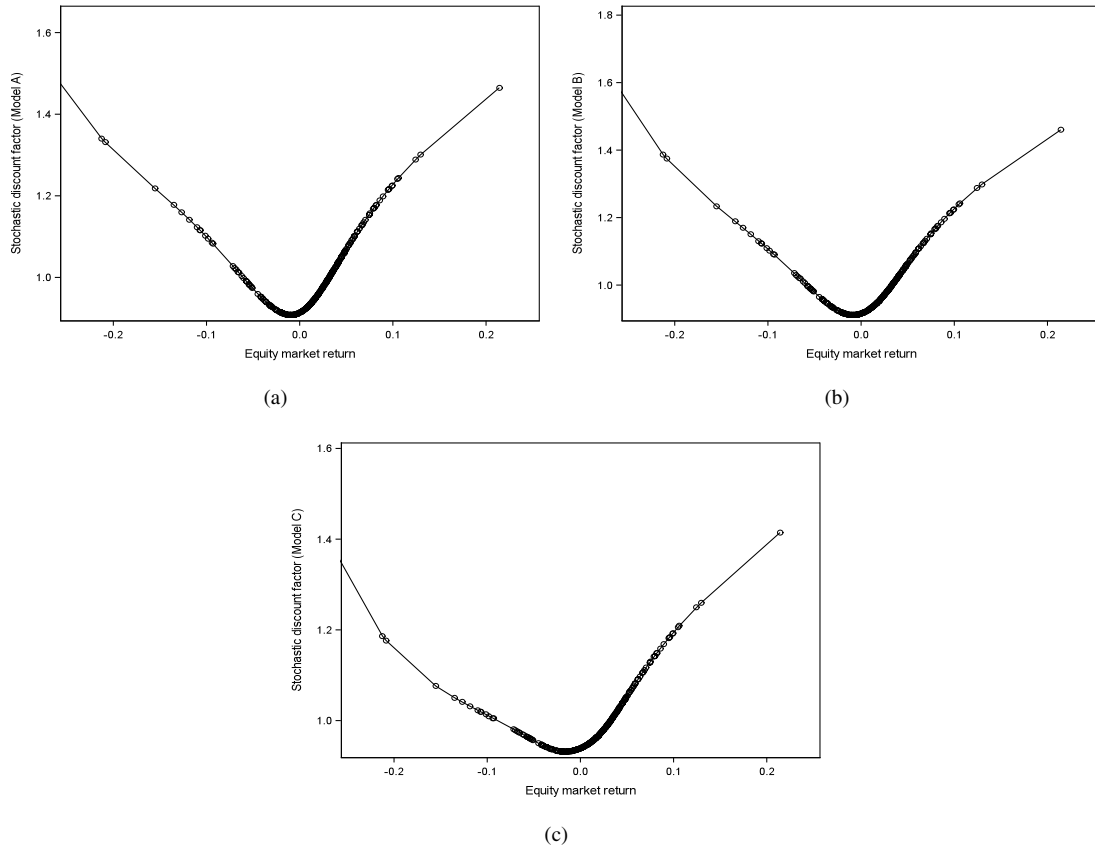 Stochastic discount factor (Model A)
1.6
1.4
1.2
1.0
-0.2 -0.1 0.0 0.1 0.2
Equity market return
(a)
Stochastic discount factor (Model B)
1.8
1.6
1.4
1.2
1.0
-0.2 -0.1 0.0 0.1 0.2
Equity market return
(b)
Stochastic discount factor (Model C)
1.6
1.4
1.2
1.0
-0.2 -0.1 0.0 0.1 0.2
Equity market return
(c)